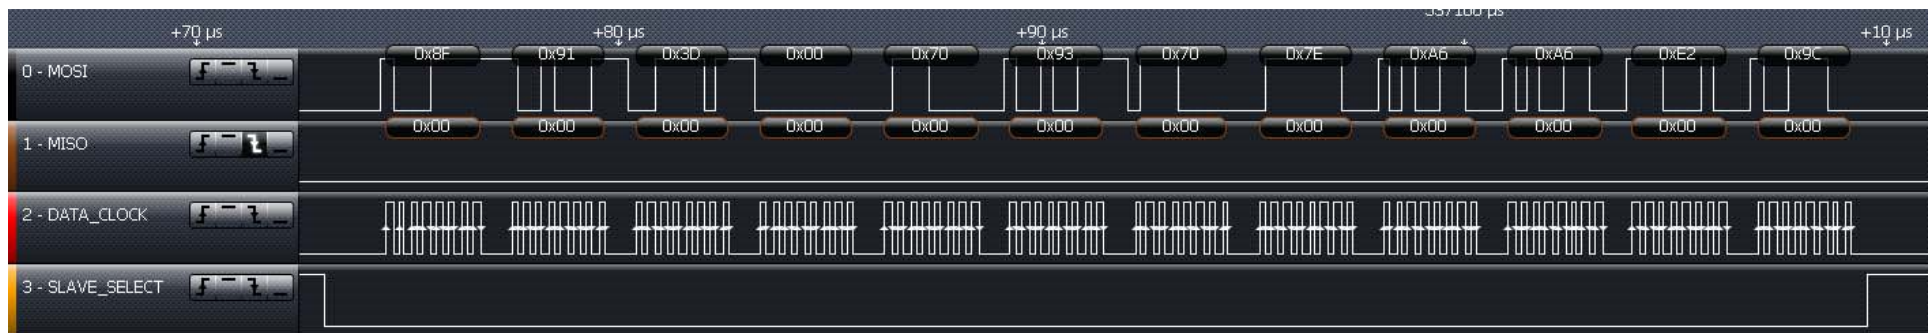 +70 µs +80 µs +90 µs +10 µs
0 - MOSI 0x8F 0x91 0x3D 0x00 0x70 0x93 0x70 0x7E 0xA6 0xA6 0xE2 0x9C
1 - MISO 0x00 0x00 0x00 0x00 0x00 0x00 0x00 0x00 0x00 0x00 0x00 0x00
2 - DATA_CLOCK
3 - SLAVE_SELECT